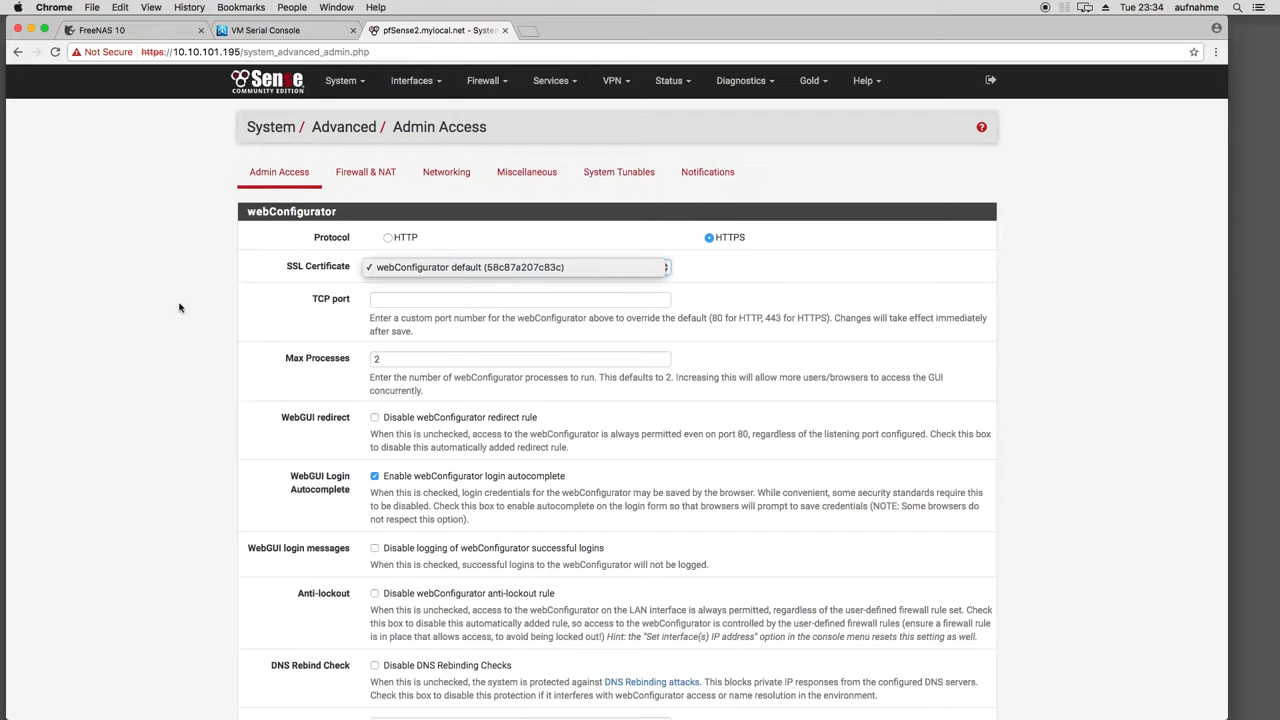 Chrome File Edit View History Bookmarks People Window Help Tue 23:34 aufnahme
FreeNAS 10 VM Serial Console pfSense2.mylocal.net - Syste
Not Secure https://10.10.101.195/system_advanced_admin.php
Sense System Interfaces Firewall Services VPN Status Diagnostics Gold Help
COMMUNITY EDITION
System / Advanced / Admin Access
Admin Access Firewall & NAT Networking Miscellaneous System Tunables Notifications
webConfigurator
Protocol HTTP HTTPS
SSL Certificate ✓ webConfigurator default (58c87a207c83c)
TCP port
Enter a custom port number for the webConfigurator above to override the default (80 for HTTP, 443 for HTTPS). Changes will take effect immediately
after save.
Max Processes 2
Enter the number of webConfigurator processes to run. This defaults to 2. Increasing this will allow more users/browsers to access the GUI
concurrently.
WebGUI redirect Disable webConfigurator redirect rule
When this is unchecked, access to the webConfigurator is always permitted even on port 80, regardless of the listening port configured. Check this box
to disable this automatically added redirect rule.
WebGUI Login Enable webConfigurator login autocomplete
Autocomplete When this is checked, login credentials for the webConfigurator may be saved by the browser. While convenient, some security standards require this
to be disabled. Check this box to enable autocomplete on the login form so that browsers will prompt to save credentials (NOTE: Some browsers do
not respect this option).
WebGUI login messages Disable logging of webConfigurator successful logins
When this is checked, successful logins to the webConfigurator will not be logged.
Anti-lockout Disable webConfigurator anti-lockout rule
When this is unchecked, access to the webConfigurator on the LAN interface is always permitted, regardless of the user-defined firewall rule set. Check
this box to disable this automatically added rule, so access to the webConfigurator is controlled by the user-defined firewall rules (ensure a firewall rule
is in place that allows access, to avoid being locked out!) Hint: the "Set interface(s) IP address" option in the console menu resets this setting as well.
DNS Rebind Check Disable DNS Rebinding Checks
When this is unchecked, the system is protected against DNS Rebinding attacks. This blocks private IP responses from the configured DNS servers.
Check this box to disable this protection if it interferes with webConfigurator access or name resolution in the environment.